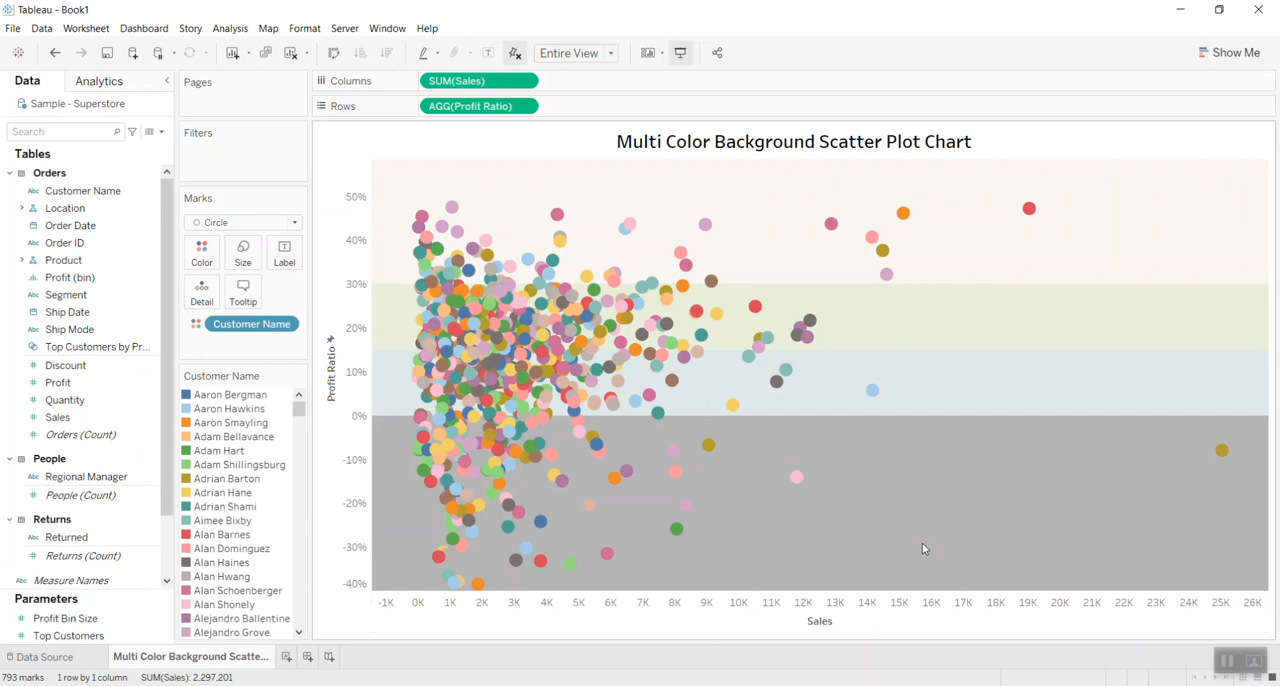 Tableau - Book1
File Data Worksheet Dashboard Story Analysis Map Format Server Window Help
Entire View
Show Me
Data Analytics
Sample - Superstore
Search
Tables
Orders
Abc Customer Name
Location
Order Date
Abc Order ID
Product
Profit (bin)
Abc Segment
Ship Date
Abc Ship Mode
Top Customers by Pr...
Discount
Profit
Quantity
Sales
Orders (Count)
People
Abc Regional Manager
People (Count)
Returns
Abc Returned
Returns (Count)
Abc Measure Names
Parameters
Profit Bin Size
Top Customers
Pages
Filters
Marks
Circle
Color Size Label
Detail Tooltip
Customer Name
Customer Name
Aaron Bergman
Aaron Hawkins
Aaron Smayling
Adam Bellavance
Adam Hart
Adam Shillingsburg
Adrian Barton
Adrian Hane
Adrian Shami
Aimee Bixby
Alan Barnes
Alan Dominguez
Alan Haines
Alan Hwang
Alan Schoenberger
Alan Shonely
Alejandro Ballentine
Alejandro Grove
Columns SUM(Sales)
Rows AGG(Profit Ratio)
Multi Color Background Scatter Plot Chart
Profit Ratio
50%
40%
30%
20%
10%
0%
-10%
-20%
-30%
-40%
-1K 0K 1K 2K 3K 4K 5K 6K 7K 8K 9K 10K 11K 12K 13K 14K 15K 16K 17K 18K 19K 20K 21K 22K 23K 24K 25K 26K
Sales
Data Source Multi Color Background Scatte...
793 marks 1 row by 1 column SUM(Sales): 2,297,201